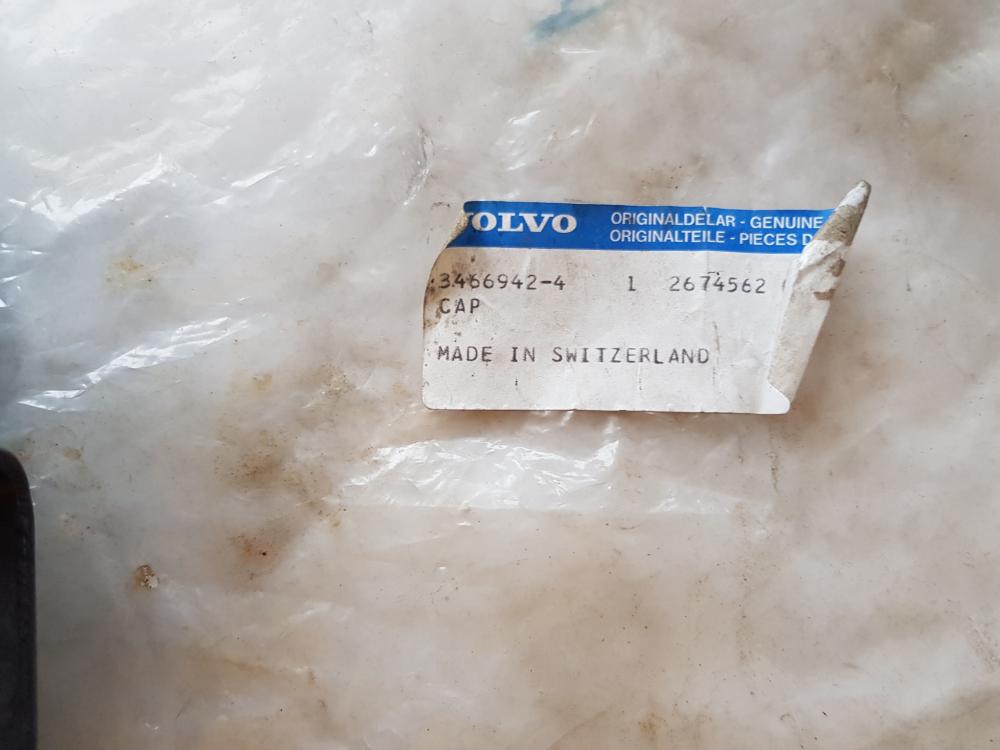 VOLVO
ORIGINALDELAR - GENUINE
ORIGINALTEILE - PIECES D
3466942-4 1 2674562
CAP
MADE IN SWITZERLAND